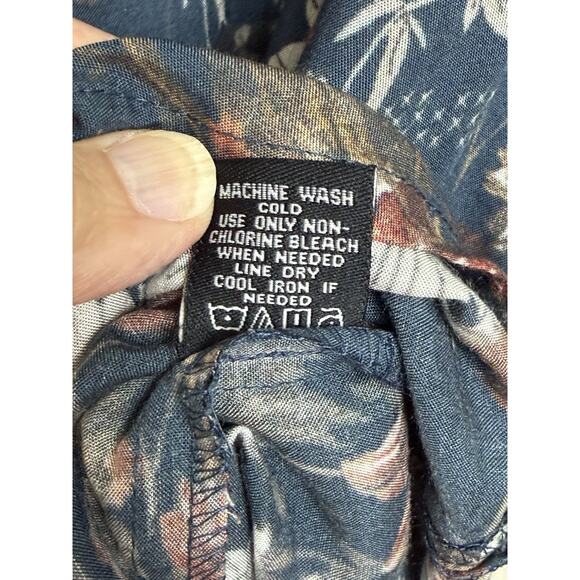 MACHINE WASH
COLD
USE ONLY NON-
CHLORINE BLEACH
WHEN NEEDED
LINE DRY
COOL IRON IF
NEEDED